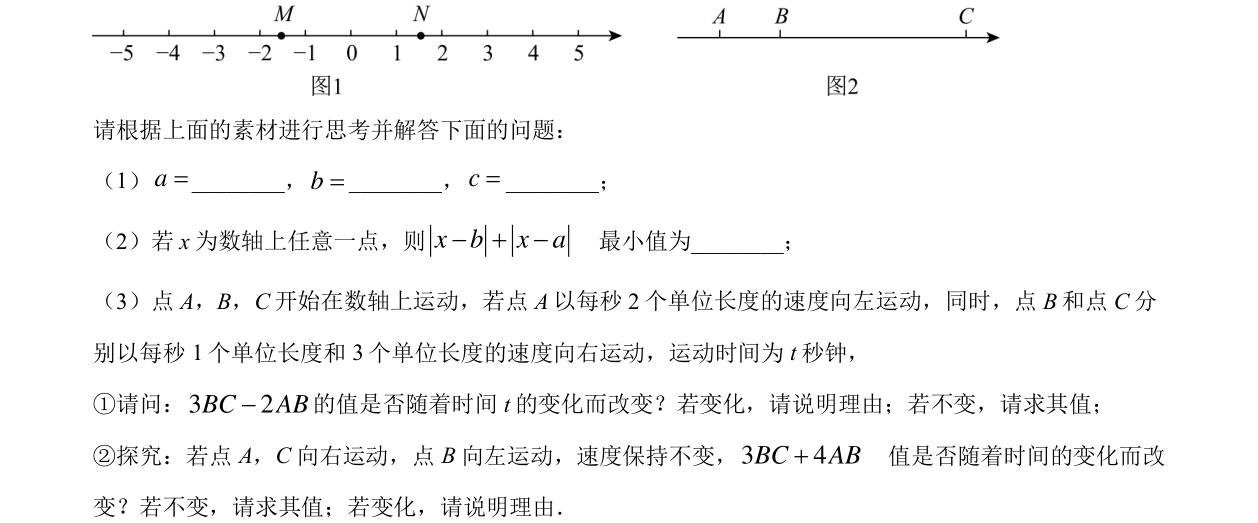 M N A B C
−5 −4 −3 −2 −1 0 1 2 3 4 5
图1 图2
请根据上面的素材进行思考并解答下面的问题：
（1）a =________，b =________，c =________；
（2）若 x 为数轴上任意一点，则|x−b|+|x−a| 最小值为________；
（3）点 A，B，C 开始在数轴上运动，若点 A 以每秒 2 个单位长度的速度向左运动，同时，点 B 和点 C 分
别以每秒 1 个单位长度和 3 个单位长度的速度向右运动，运动时间为 t 秒钟，
①请问：3BC−2AB 的值是否随着时间 t 的变化而改变？若变化，请说明理由；若不变，请求其值；
②探究：若点 A，C 向右运动，点 B 向左运动，速度保持不变，3BC+4AB 值是否随着时间的变化而改
变？若不变，请求其值；若变化，请说明理由．